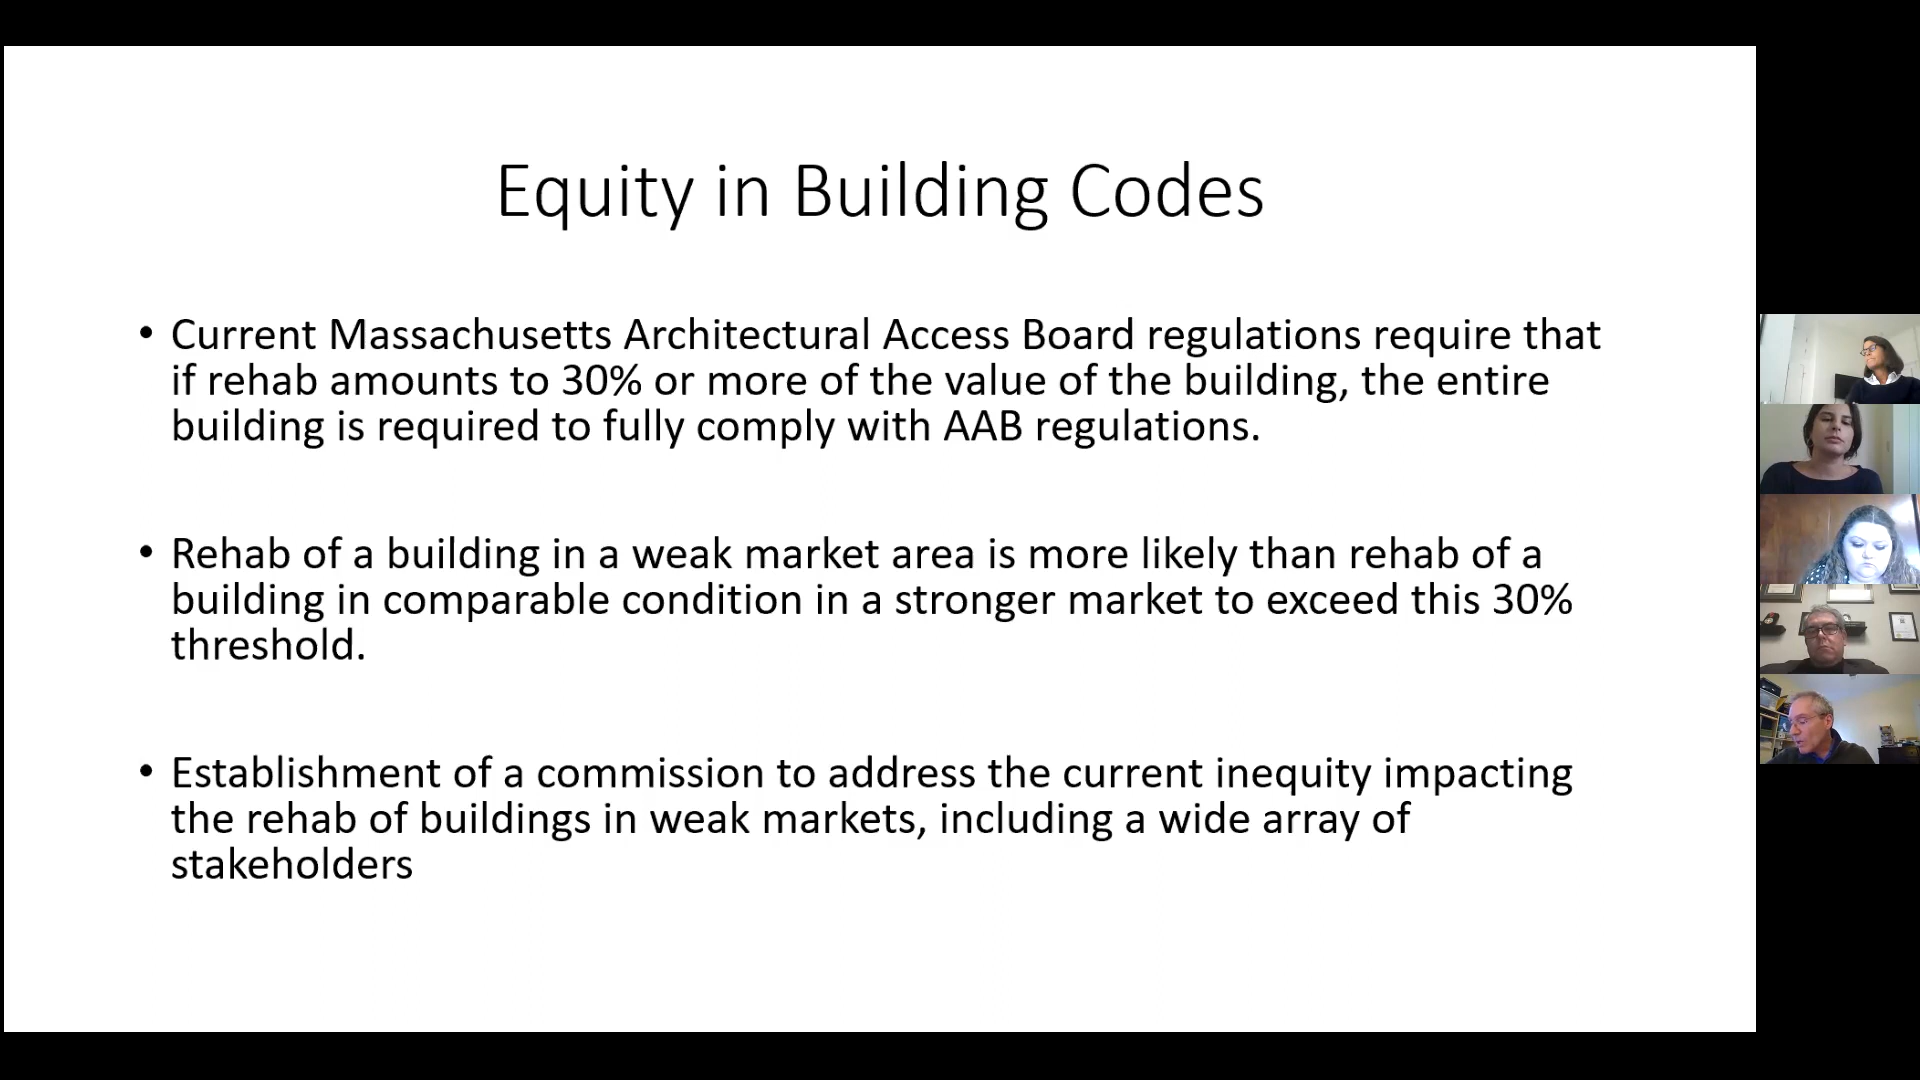 Equity in Building Codes
• Current Massachusetts Architectural Access Board regulations require that
if rehab amounts to 30% or more of the value of the building, the entire
building is required to fully comply with AAB regulations.
• Rehab of a building in a weak market area is more likely than rehab of a
building in comparable condition in a stronger market to exceed this 30%
threshold.
• Establishment of a commission to address the current inequity impacting
the rehab of buildings in weak markets, including a wide array of
stakeholders